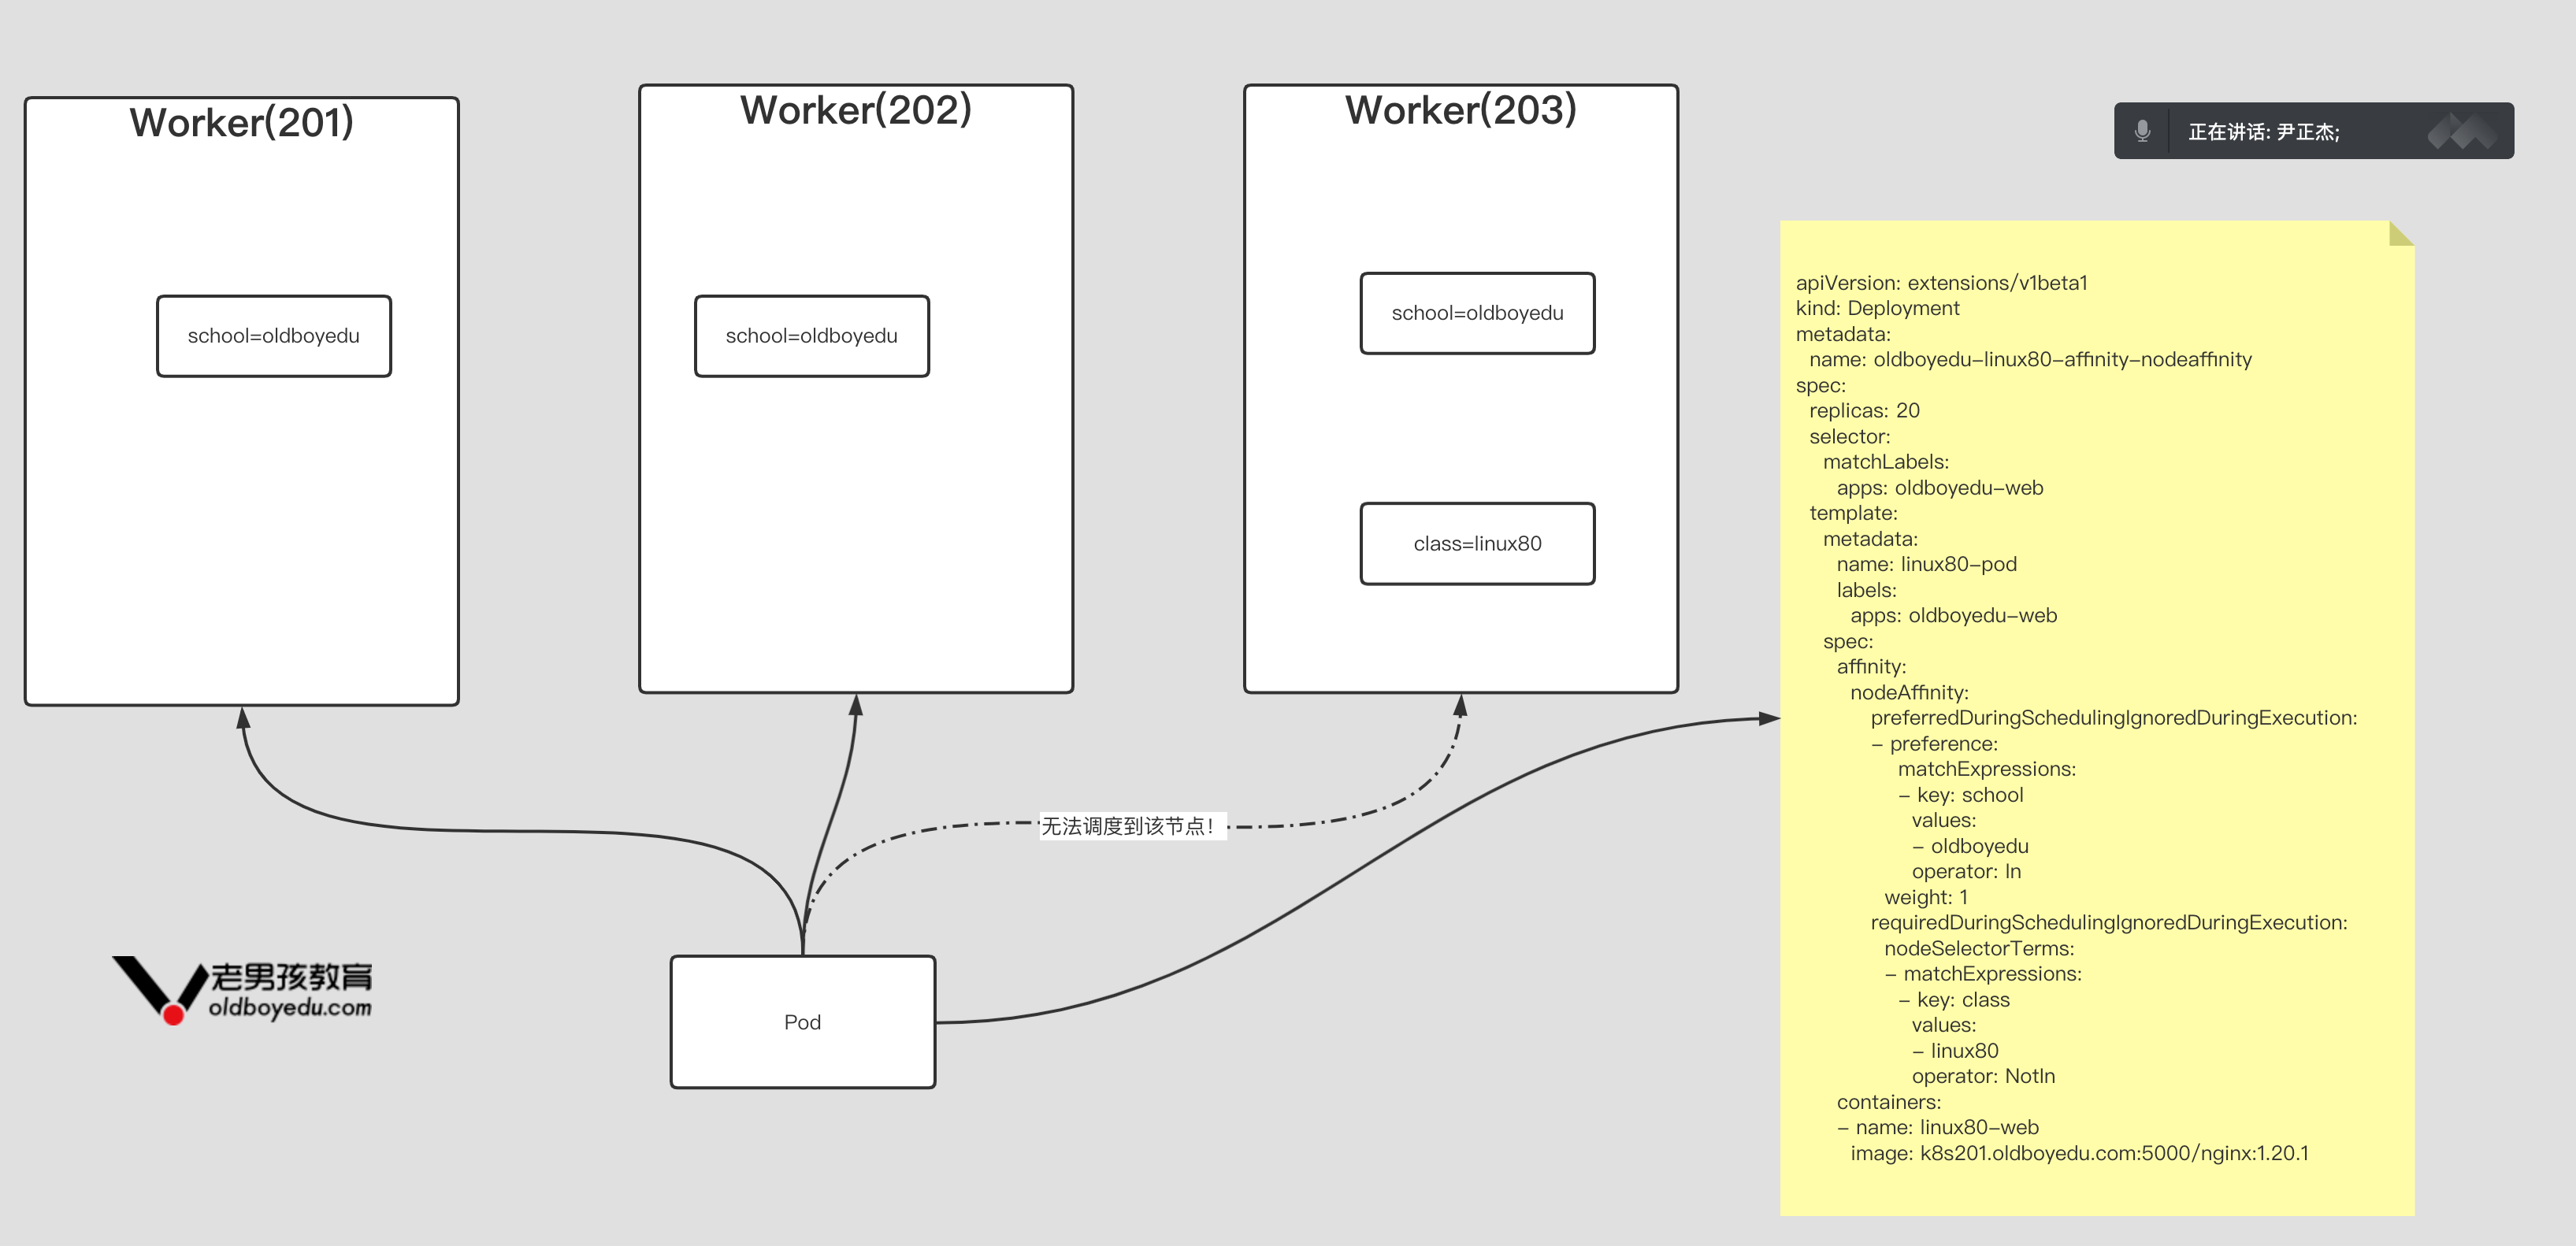 Worker(201)
school=oldboyedu
Worker(202)
school=oldboyedu
Worker(203)
school=oldboyedu
class=linux80
正在讲话: 尹正杰;
无法调度到该节点！
Pod
老男孩教育
oldboyedu.com
apiVersion: extensions/v1beta1
kind: Deployment
metadata:
  name: oldboyedu-linux80-affinity-nodeaffinity
spec:
  replicas: 20
  selector:
    matchLabels:
      apps: oldboyedu-web
  template:
    metadata:
      name: linux80-pod
      labels:
        apps: oldboyedu-web
    spec:
      affinity:
        nodeAffinity:
           preferredDuringSchedulingIgnoredDuringExecution:
           - preference:
               matchExpressions:
               - key: school
                 values:
                 - oldboyedu
                 operator: In
             weight: 1
           requiredDuringSchedulingIgnoredDuringExecution:
             nodeSelectorTerms:
             - matchExpressions:
               - key: class
                 values:
                 - linux80
                 operator: NotIn
      containers:
      - name: linux80-web
        image: k8s201.oldboyedu.com:5000/nginx:1.20.1